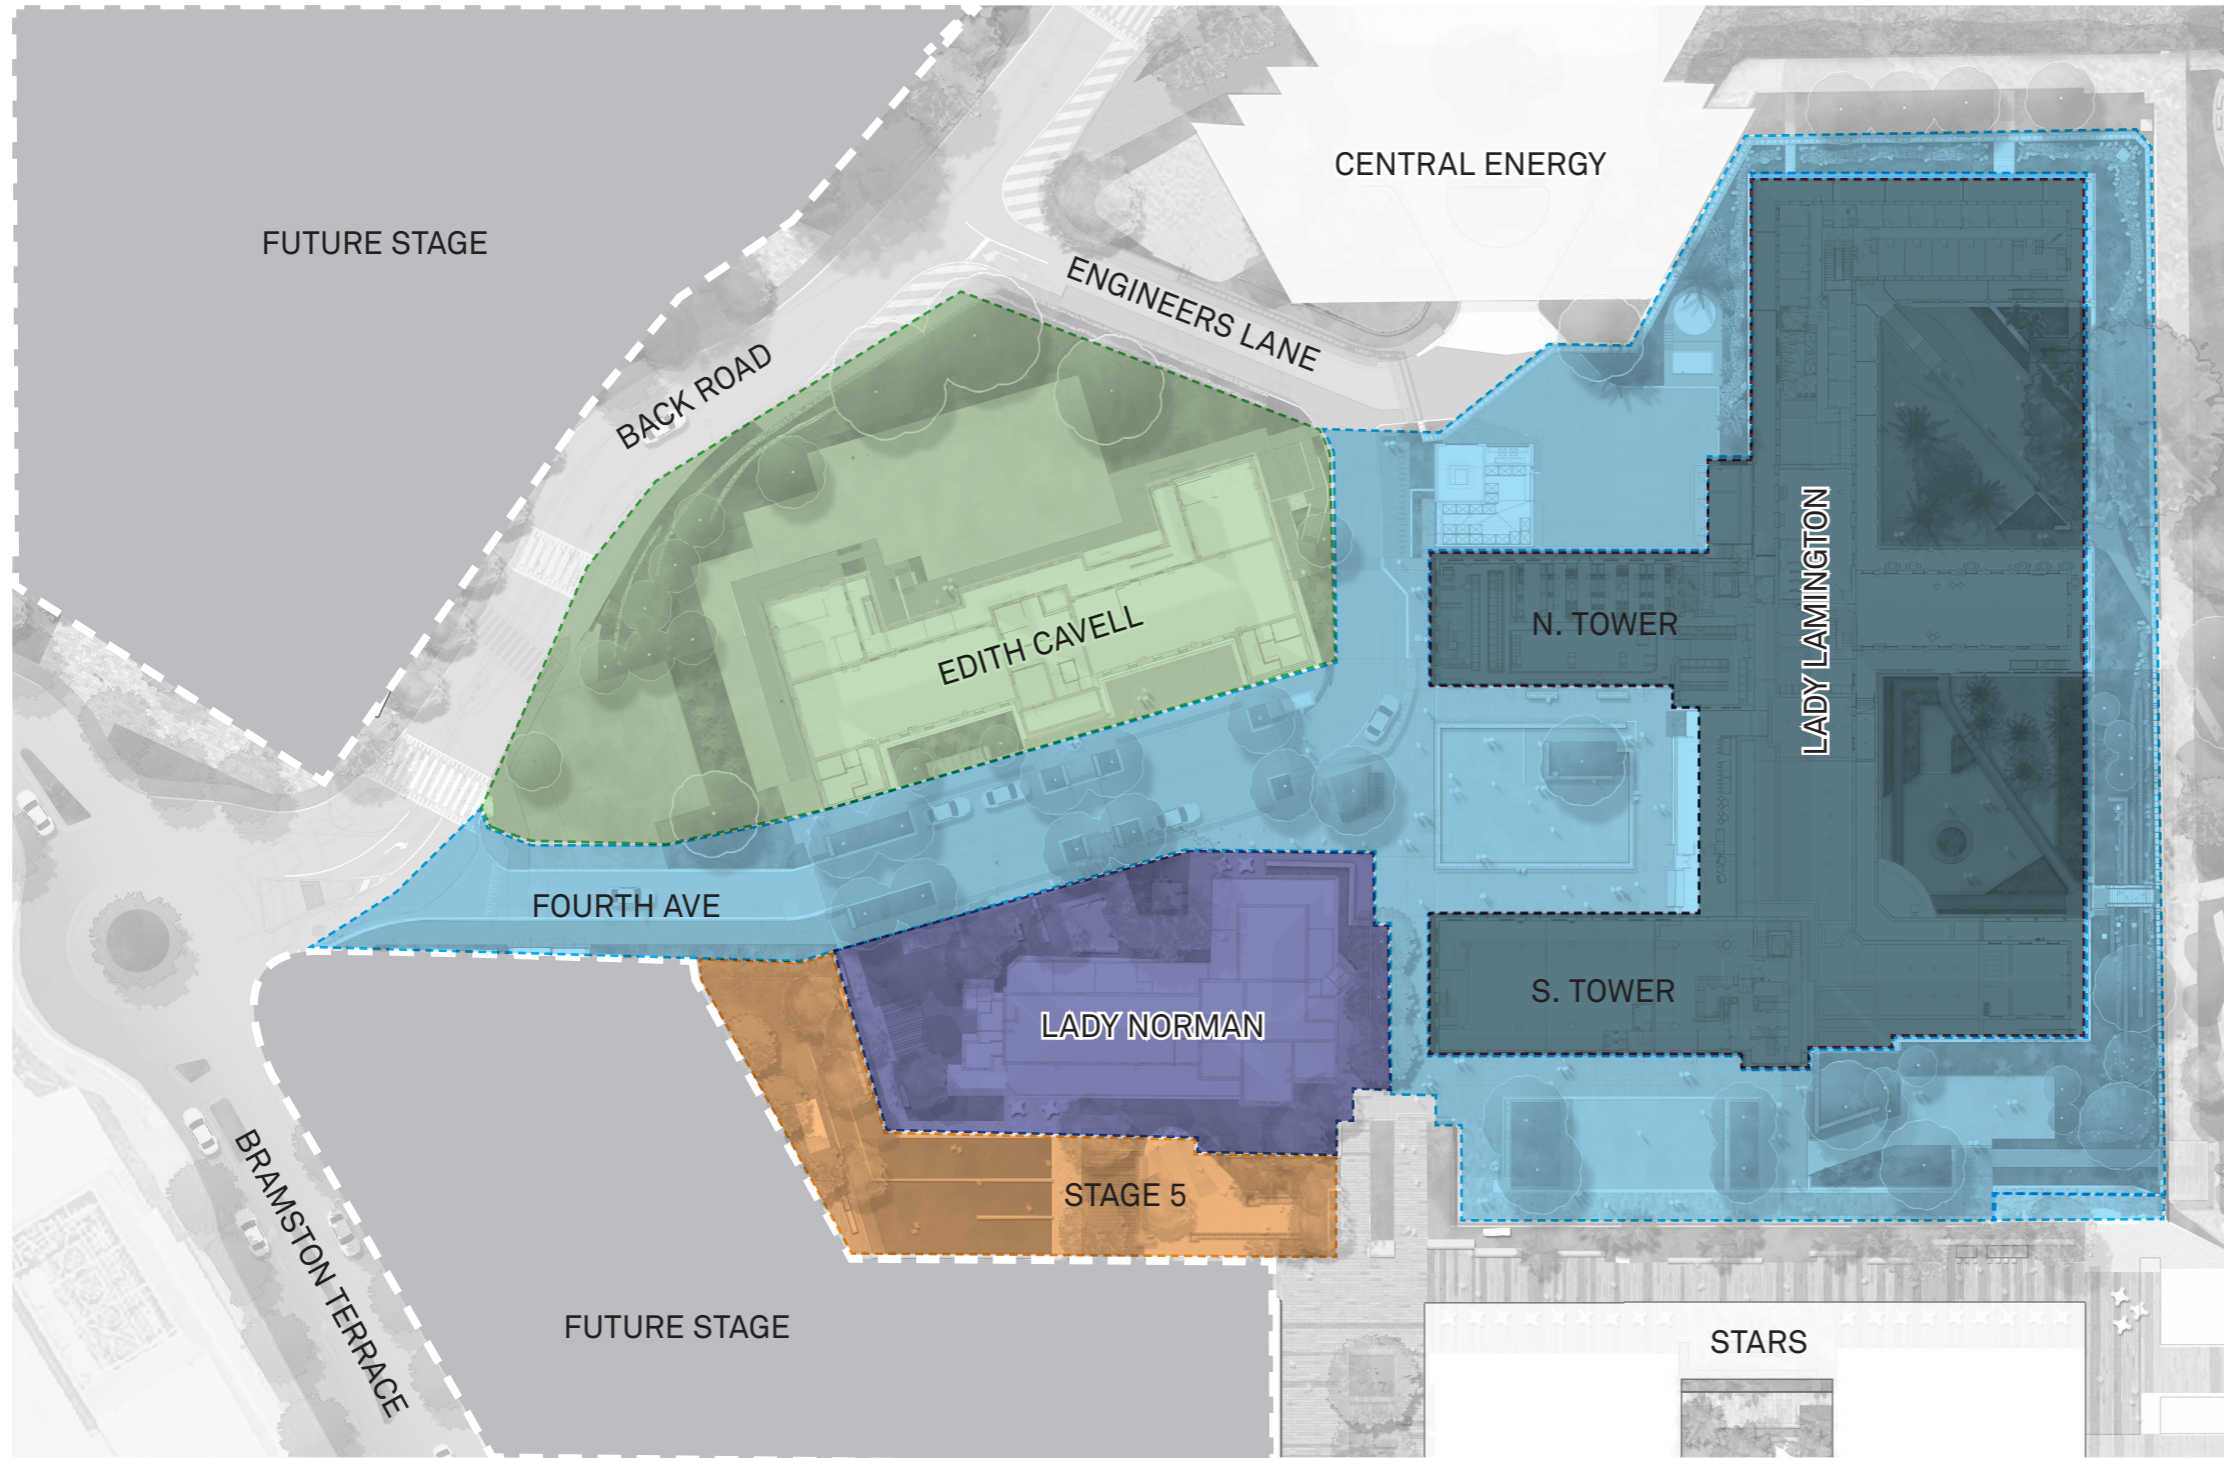 CENTRAL ENERGY
FUTURE STAGE
ENGINEERS LANE
BACK ROAD
LADY LAMINGTON
N. TOWER
EDITH CAVELL
FOURTH AVE
S. TOWER
LADY NORMAN
STAGE 5
BRAMSTON TERRACE
FUTURE STAGE
STARS